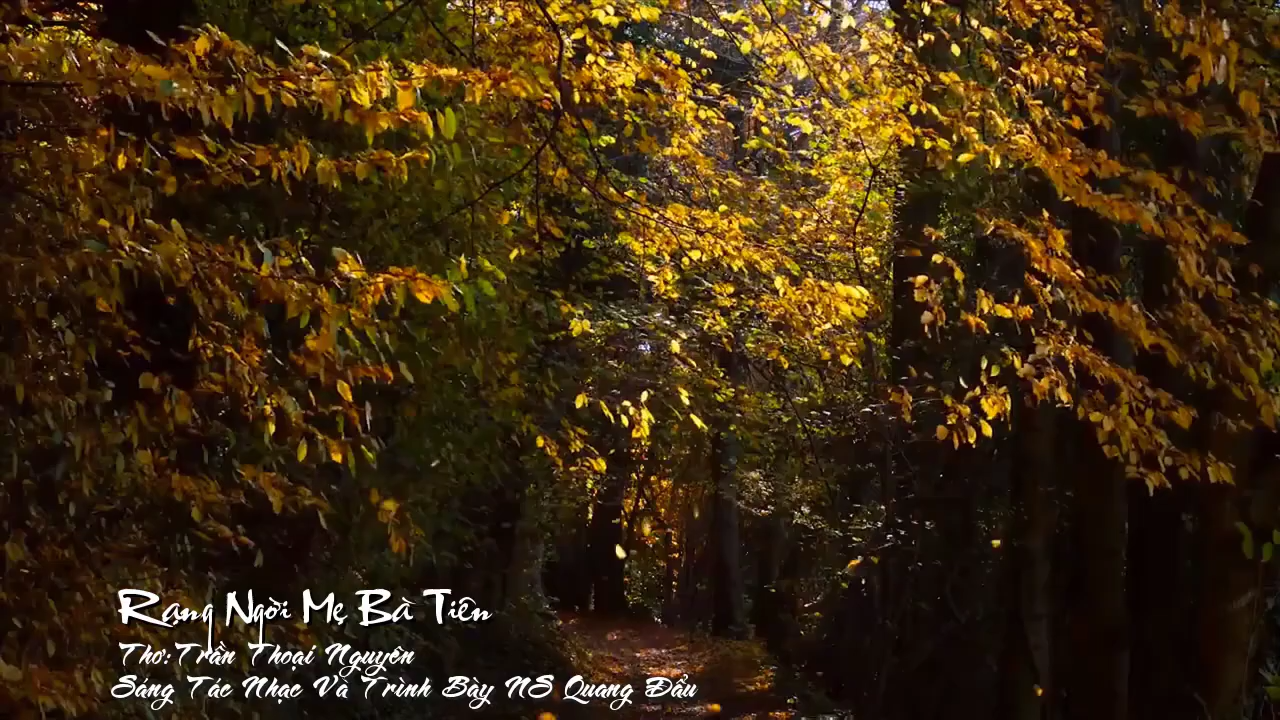 Rạng Ngời Mẹ Bà Tiên
Thơ: Trần Thoại Nguyên
Sáng Tác Nhạc Và Trình Bày NS Quang Đẩu